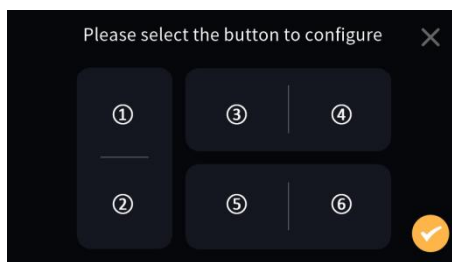 Please select the button to configure
① ③ ④
② ⑤ ⑥